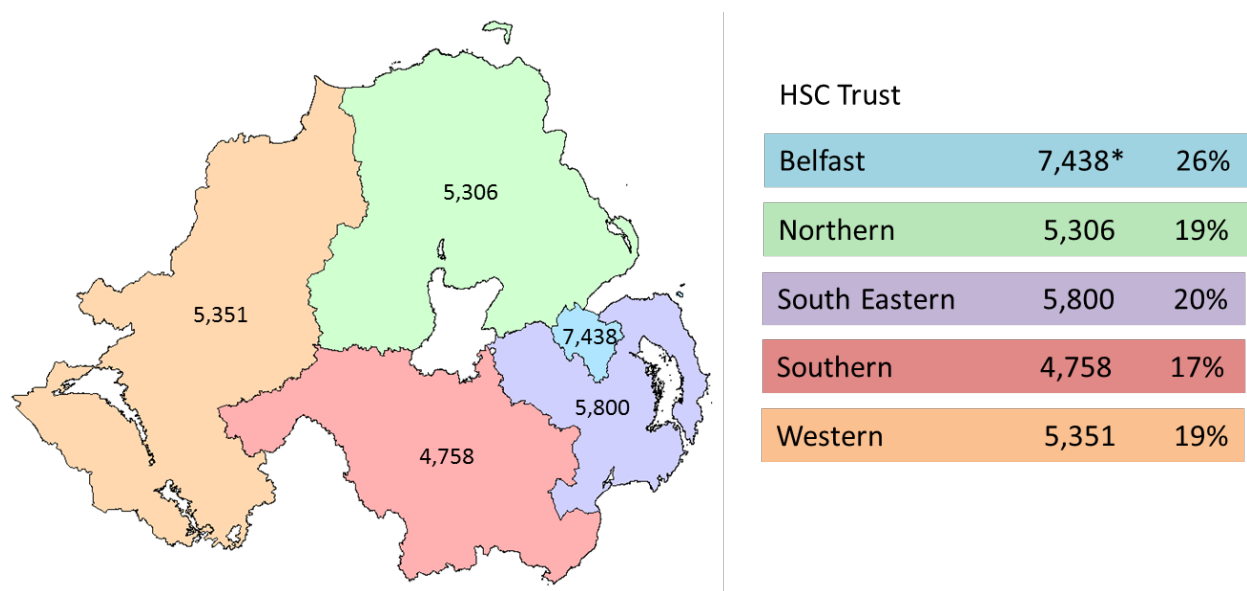 5,306
5,351
7,438
5,800
4,758
HSC Trust
Belfast 7,438* 26%
Northern 5,306 19%
South Eastern 5,800 20%
Southern 4,758 17%
Western 5,351 19%